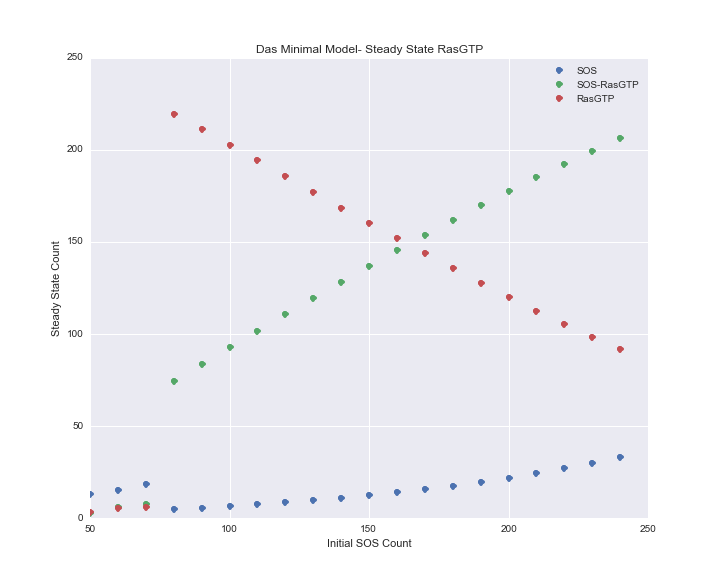 Das Minimal Model- Steady State RasGTP
250
200
150
100
50
0
Steady State Count
SOS
SOS-RasGTP
RasGTP
50
100
150
200
250
Initial SOS Count